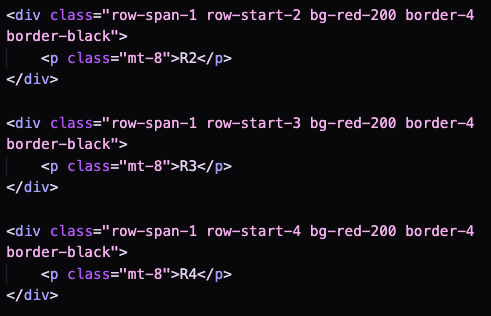 <div class="row-span-1 row-start-2 bg-red-200 border-4
border-black">
<p class="mt-8">R2</p>
</div>
<div class="row-span-1 row-start-3 bg-red-200 border-4
border-black">
<p class="mt-8">R3</p>
</div>
<div class="row-span-1 row-start-4 bg-red-200 border-4
border-black">
<p class="mt-8">R4</p>
</div>